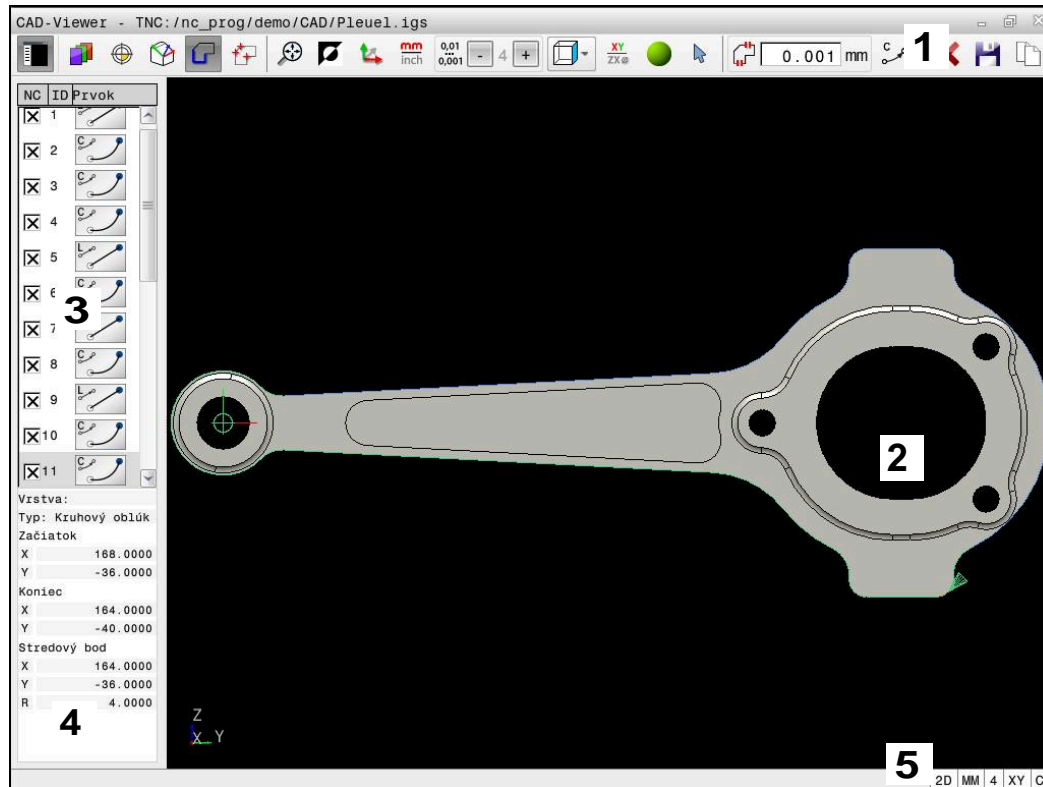 CAD-Viewer - TNC:/nc_prog/demo/CAD/Pleuel.igs
mm
inch
0,01
0,001
- 4 +
XY
ZX
0.001 mm
C
1
NC ID Prvok
1
2 C
3 C
4 C
5 L
6 C
3
7
8 C
9 L
10 C
11 C
Vrstva:
Typ: Kruhový oblúk
Začiatok
X 168.0000
Y -36.0000
Koniec
X 164.0000
Y -40.0000
Stredový bod
X 164.0000
Y -36.0000
R 4.0000
4
2
Z
X Y
5
2D MM 4 XY